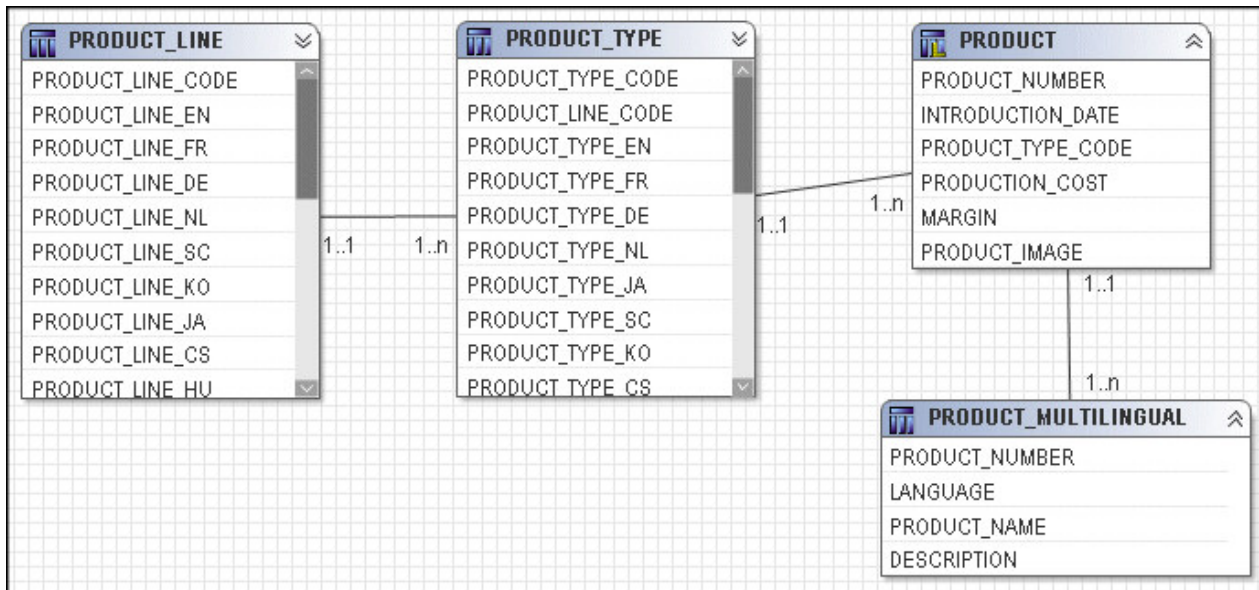 PRODUCT_LINE
PRODUCT_LINE_CODE
PRODUCT_LINE_EN
PRODUCT_LINE_FR
PRODUCT_LINE_DE
PRODUCT_LINE_NL
PRODUCT_LINE_SC
PRODUCT_LINE_KO
PRODUCT_LINE_JA
PRODUCT_LINE_CS
PRODUCT_LINE_HU
1..1
1..n
PRODUCT_TYPE
PRODUCT_TYPE_CODE
PRODUCT_LINE_CODE
PRODUCT_TYPE_EN
PRODUCT_TYPE_FR
PRODUCT_TYPE_DE
PRODUCT_TYPE_NL
PRODUCT_TYPE_JA
PRODUCT_TYPE_SC
PRODUCT_TYPE_KO
PRODUCT_TYPE_CS
1..1
1..n
PRODUCT
PRODUCT_NUMBER
INTRODUCTION_DATE
PRODUCT_TYPE_CODE
PRODUCTION_COST
MARGIN
PRODUCT_IMAGE
1..1
1..n
PRODUCT_MULTILINGUAL
PRODUCT_NUMBER
LANGUAGE
PRODUCT_NAME
DESCRIPTION